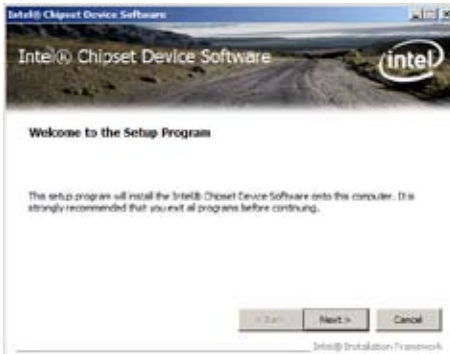 Intel® Chipset Device Software
Intel® Chipset Device Software
intel
Welcome to the Setup Program
This setup program will install the Intel® Chipset Device Software onto this computer. It is
strongly recommended that you exit all programs before continuing.
< Back
Next >
Cancel
Intel® Installation Framework